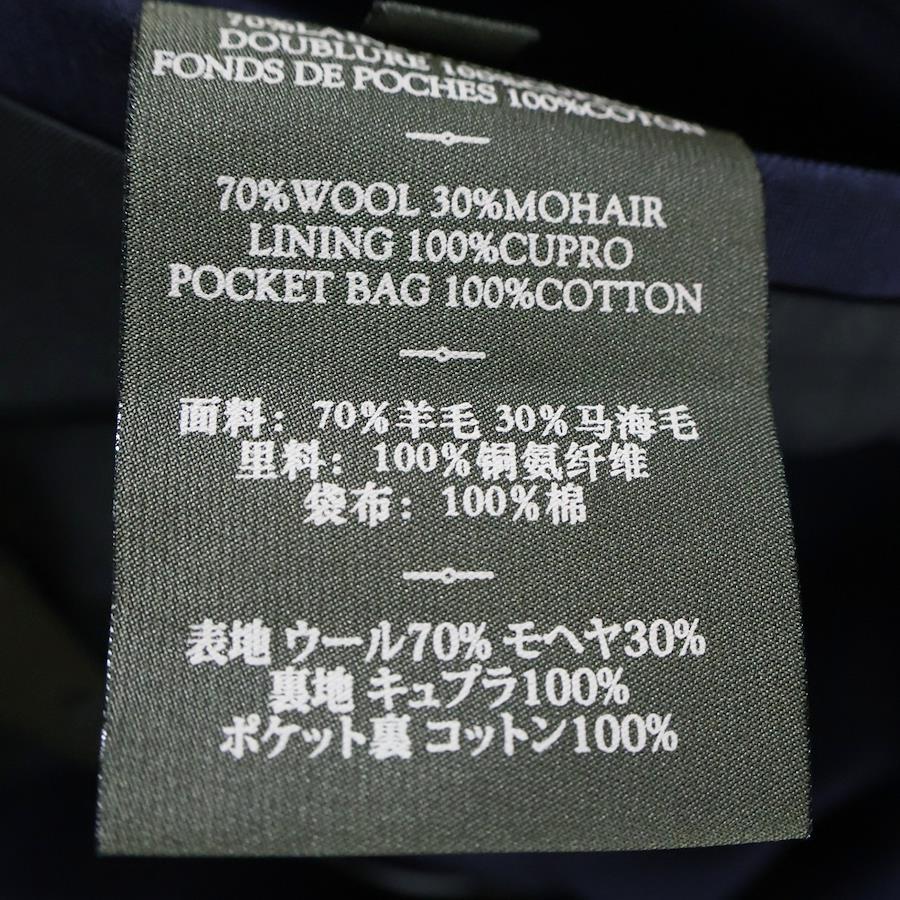 DOUBLURE
FONDS DE POCHES 100%COTON
70%WOOL 30%MOHAIR
LINING 100%CUPRO
POCKET BAG 100%COTTON
面料: 70%羊毛 30%马海毛
里料: 100%铜氨纤维
袋布: 100%棉
表地 ウール70% モヘヤ30%
裏地 キュプラ100%
ポケット裏 コットン100%